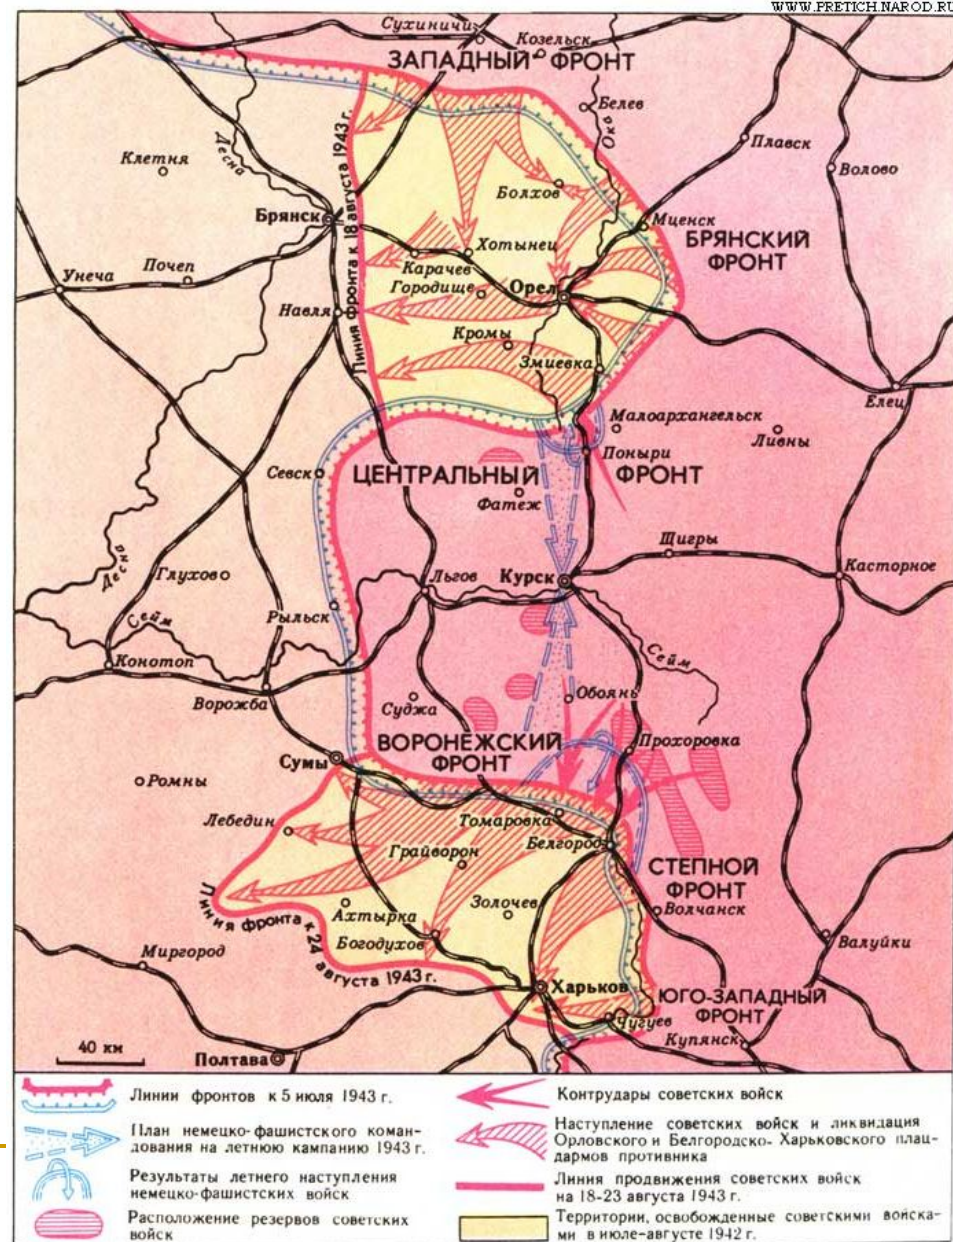 WWW.PRETICH.NAROD.RU
Сухиничи
Козельск
ЗАПАДНЫЙ ФРОНТ
Белев
Ока
Плавск
Десна
Клетня
Волово
Линия фронта к 18 августа 1943 г.
Болхов
Брянск
Мценск
БРЯНСКИЙ
ФРОНТ
Хотынец
Карачев
Унеча
Почеп
Городище
Орел
Навля
Кромы
Змиевка
Елец
Малоархангельск
Ливны
Поныри
Севск
ЦЕНТРАЛЬНЫЙ ФРОНТ
Фатеж
Щигры
Десна
Глухово
Льгов
Курск
Касторное
Рыльск
Сейм
Сейм
Конотоп
Ворожба
Суджа
Обоянь
ВОРОНЕЖСКИЙ
ФРОНТ
Прохоровка
Сумы
Ромны
Лебедин
Томаровка
Белгород
Грайворон
СТЕПНОЙ
ФРОНТ
Линия фронта к 24 августа 1943 г.
Ахтырка
Золочев
Волчанск
Богодухов
Валуйки
Миргород
Харьков
ЮГО-ЗАПАДНЫЙ
ФРОНТ
Чугуев
Купянск
40 км
Полтава
Линии фронтов к 5 июля 1943 г.
План немецко-фашистского коман-
дования на летнюю кампанию 1943 г.
Результаты летнего наступления
немецко-фашистских войск
Расположение резервов советских
войск
Контрудары советских войск
Наступление советских войск и ликвидация
Орловского и Белгородско-Харьковского плац-
дармов противника
Линия продвижения советских войск
на 18-23 августа 1943 г.
Территории, освобожденные советскими войска-
ми в июле-августе 1942 г.